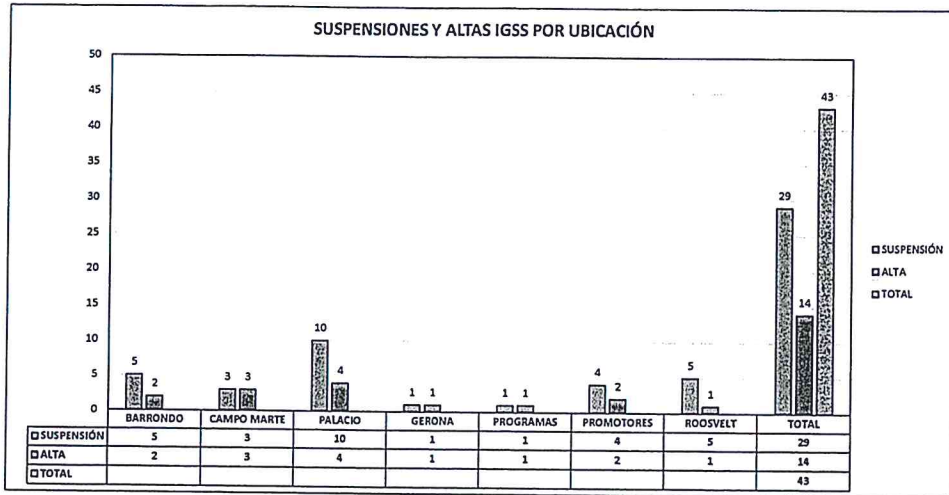 SUSPENSIONES Y ALTAS IGSS POR UBICACIÓN
50
45
40
35
30
25
20
15
10
5
0
5 2 3 3 10 4 1 1 1 1 4 2 5 1 29 14 43
SUSPENSIÓN
ALTA
TOTAL
BARRONDO CAMPO MARTE PALACIO GERONA PROGRAMAS PROMOTORES ROOSVELT TOTAL
SUSPENSIÓN 5 3 10 1 1 4 5 29
ALTA 2 3 4 1 1 2 1 14
TOTAL 43